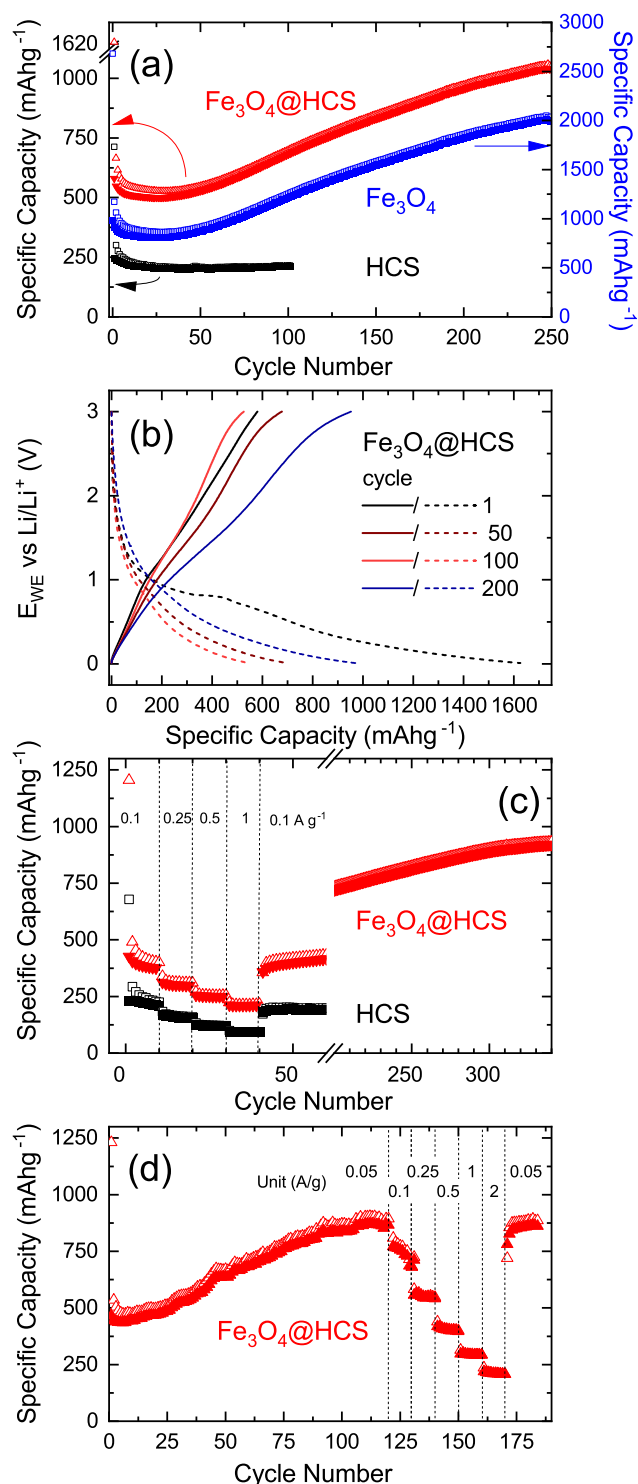 1620
3000
(a)
1000
2500
Fe₃O₄@HCS
750
2000
500
1500
Fe₃O₄
1000
250
HCS
500
0
0
0 50 100 150 200 250
Cycle Number
Specific Capacity (mAhg⁻¹)
Specific Capacity (mAhg⁻¹)
(b)
3
2
1
0
Fe₃O₄@HCS
cycle
/ 1
/ 50
/ 100
/ 200
E_WE vs Li/Li⁺ (V)
0 200 400 600 800 1000 1200 1400 1600
Specific Capacity (mAhg⁻¹)
1250
(c)
1000
0.1 0.25 0.5 1 0.1 A g⁻¹
750
Fe₃O₄@HCS
500
250
HCS
0
0 50 250 300
Cycle Number
Specific Capacity (mAhg⁻¹)
1250
(d)
0.05 0.25 1 0.05
Unit (A/g)
0.1 0.5 2
1000
750
500
Fe₃O₄@HCS
250
0
0 25 50 75 100 125 150 175
Cycle Number
Specific Capacity (mAhg⁻¹)